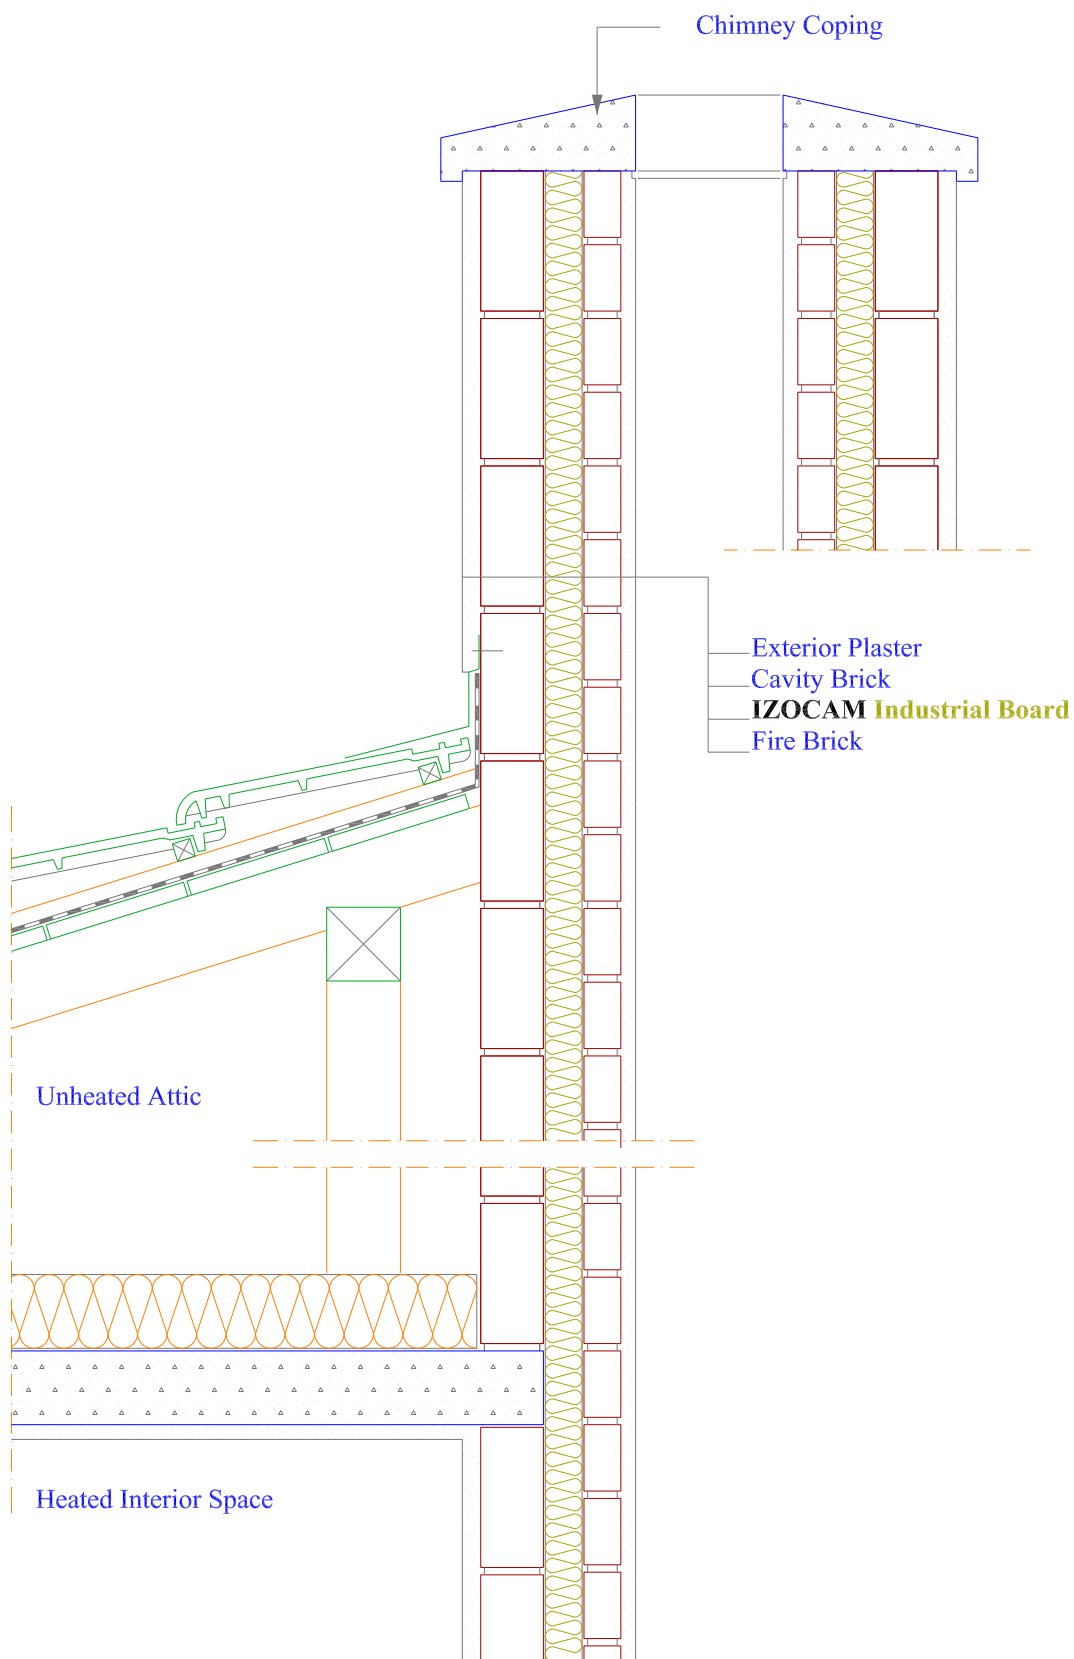 Chimney Coping
Exterior Plaster
Cavity Brick
IZOCAM Industrial Board
Fire Brick
Unheated Attic
Heated Interior Space